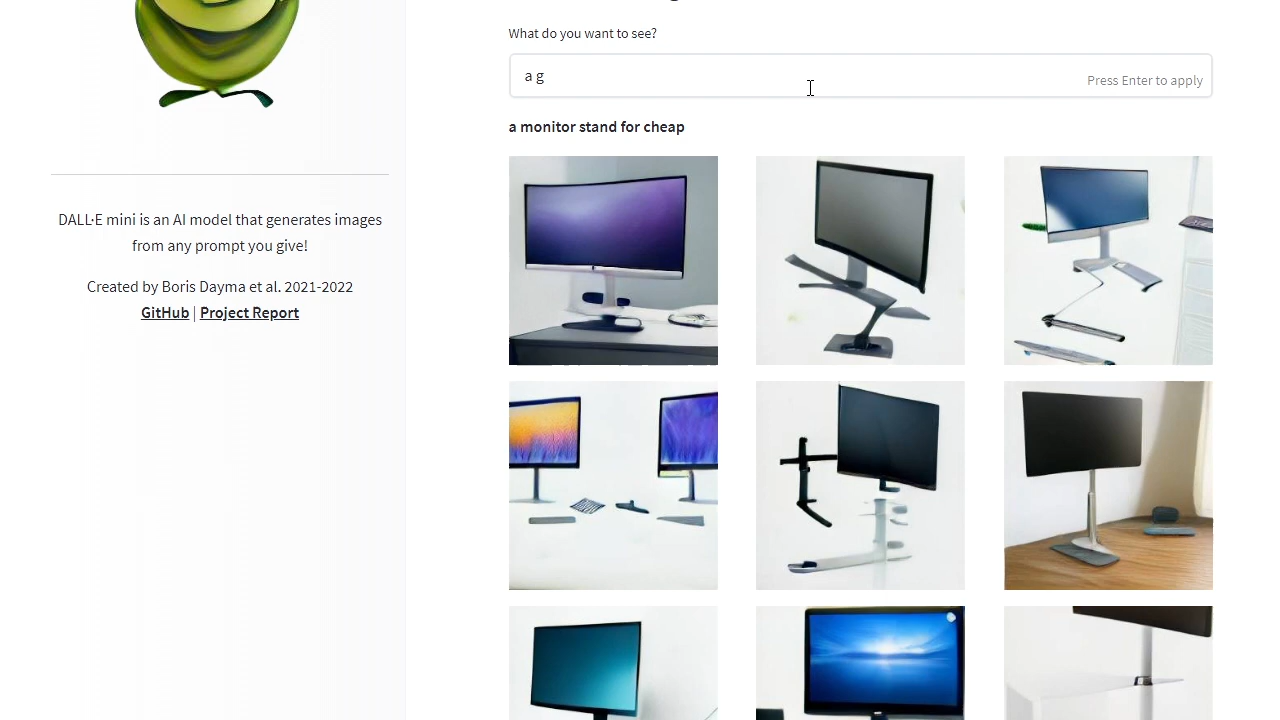 What do you want to see?
a g
Press Enter to apply
a monitor stand for cheap
DALL·E mini is an AI model that generates images
from any prompt you give!
Created by Boris Dayma et al. 2021-2022
GitHub | Project Report